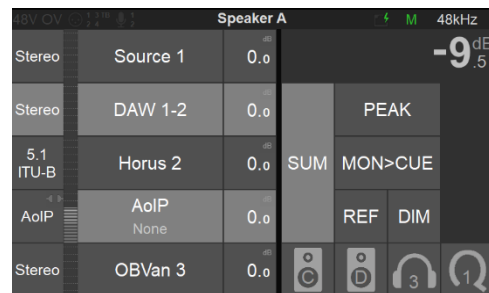 48V OV
Speaker A
M
48kHz
Stereo
Source 1
dB
0.0
-9.5
dB
Stereo
DAW 1-2
dB
0.0
PEAK
5.1
ITU-B
Horus 2
dB
0.0
SUM
MON>CUE
AoIP
AoIP
None
dB
0.0
REF
DIM
Stereo
OBVan 3
dB
0.0
C
D
3
1